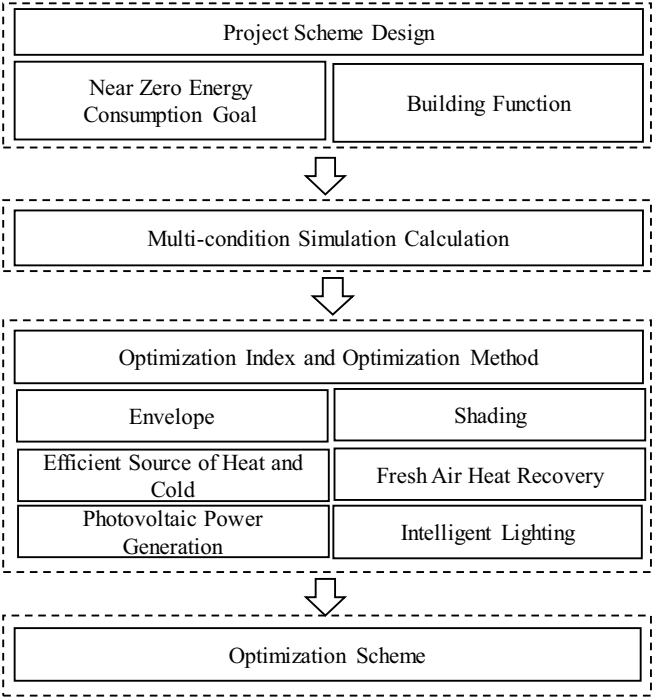 Project Scheme Design
Near Zero Energy
Consumption Goal
Building Function
Multi-condition Simulation Calculation
Optimization Index and Optimization Method
Envelope
Shading
Efficient Source of Heat and
Cold
Fresh Air Heat Recovery
Photovoltaic Power
Generation
Intelligent Lighting
Optimization Scheme